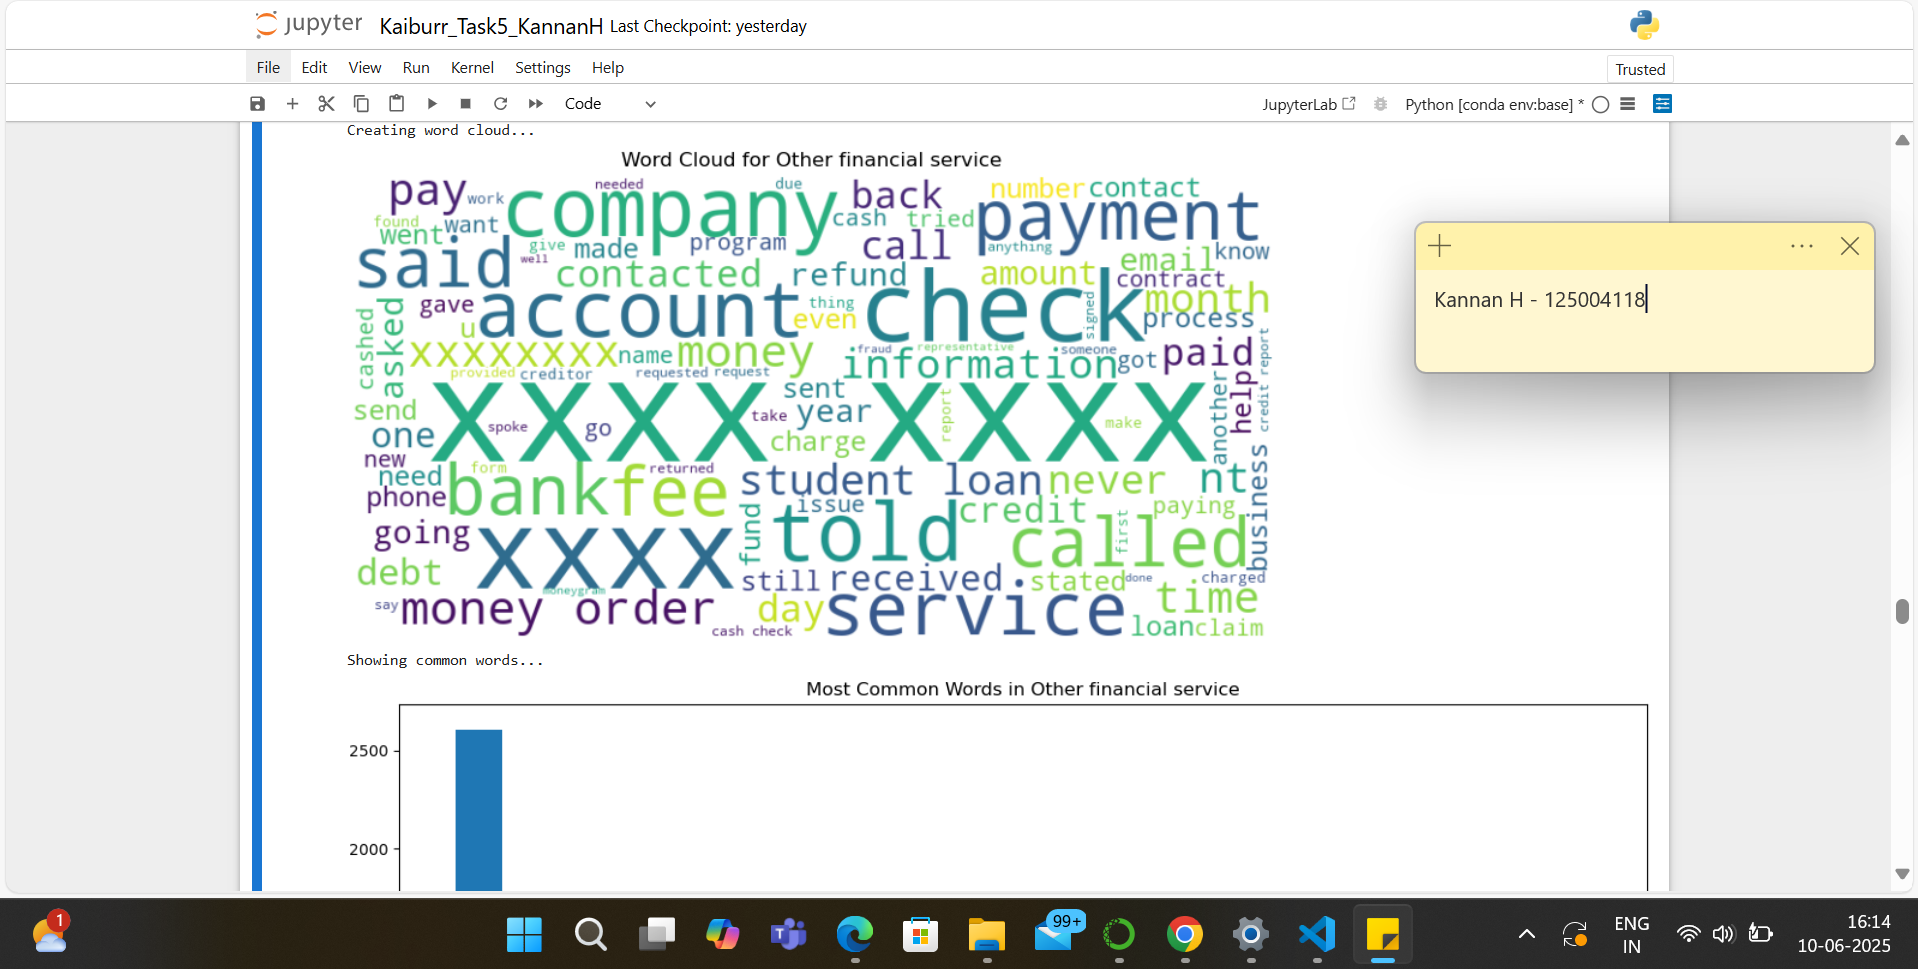 jupyter Kaiburr_Task5_KannanH Last Checkpoint: yesterday
File Edit View Run Kernel Settings Help
Trusted
Code
JupyterLab
Python [conda env:base] *
Creating word cloud...
Word Cloud for Other financial service
pay work needed company due back number contact
found want cash tried payment
went give made program call anything know
said well contacted refund amount email contract
asked gave account thing check signed month
cashed u even process
xxxxxxxx name money fraud representative someone got paid credit report
provided creditor requested request information help
send XXXX sent XXXX another
one spoke go take year report make
new charge
need form returned student loan never nt business
phone bank fee issue credit paying
going xxxx fund told first called
debt still received stated done charged
say moneygram money order day service time
cash check loan claim
Showing common words...
Most Common Words in Other financial service
2500
2000
Kannan H - 125004118
1
99+
ENG
IN
16:14
10-06-2025